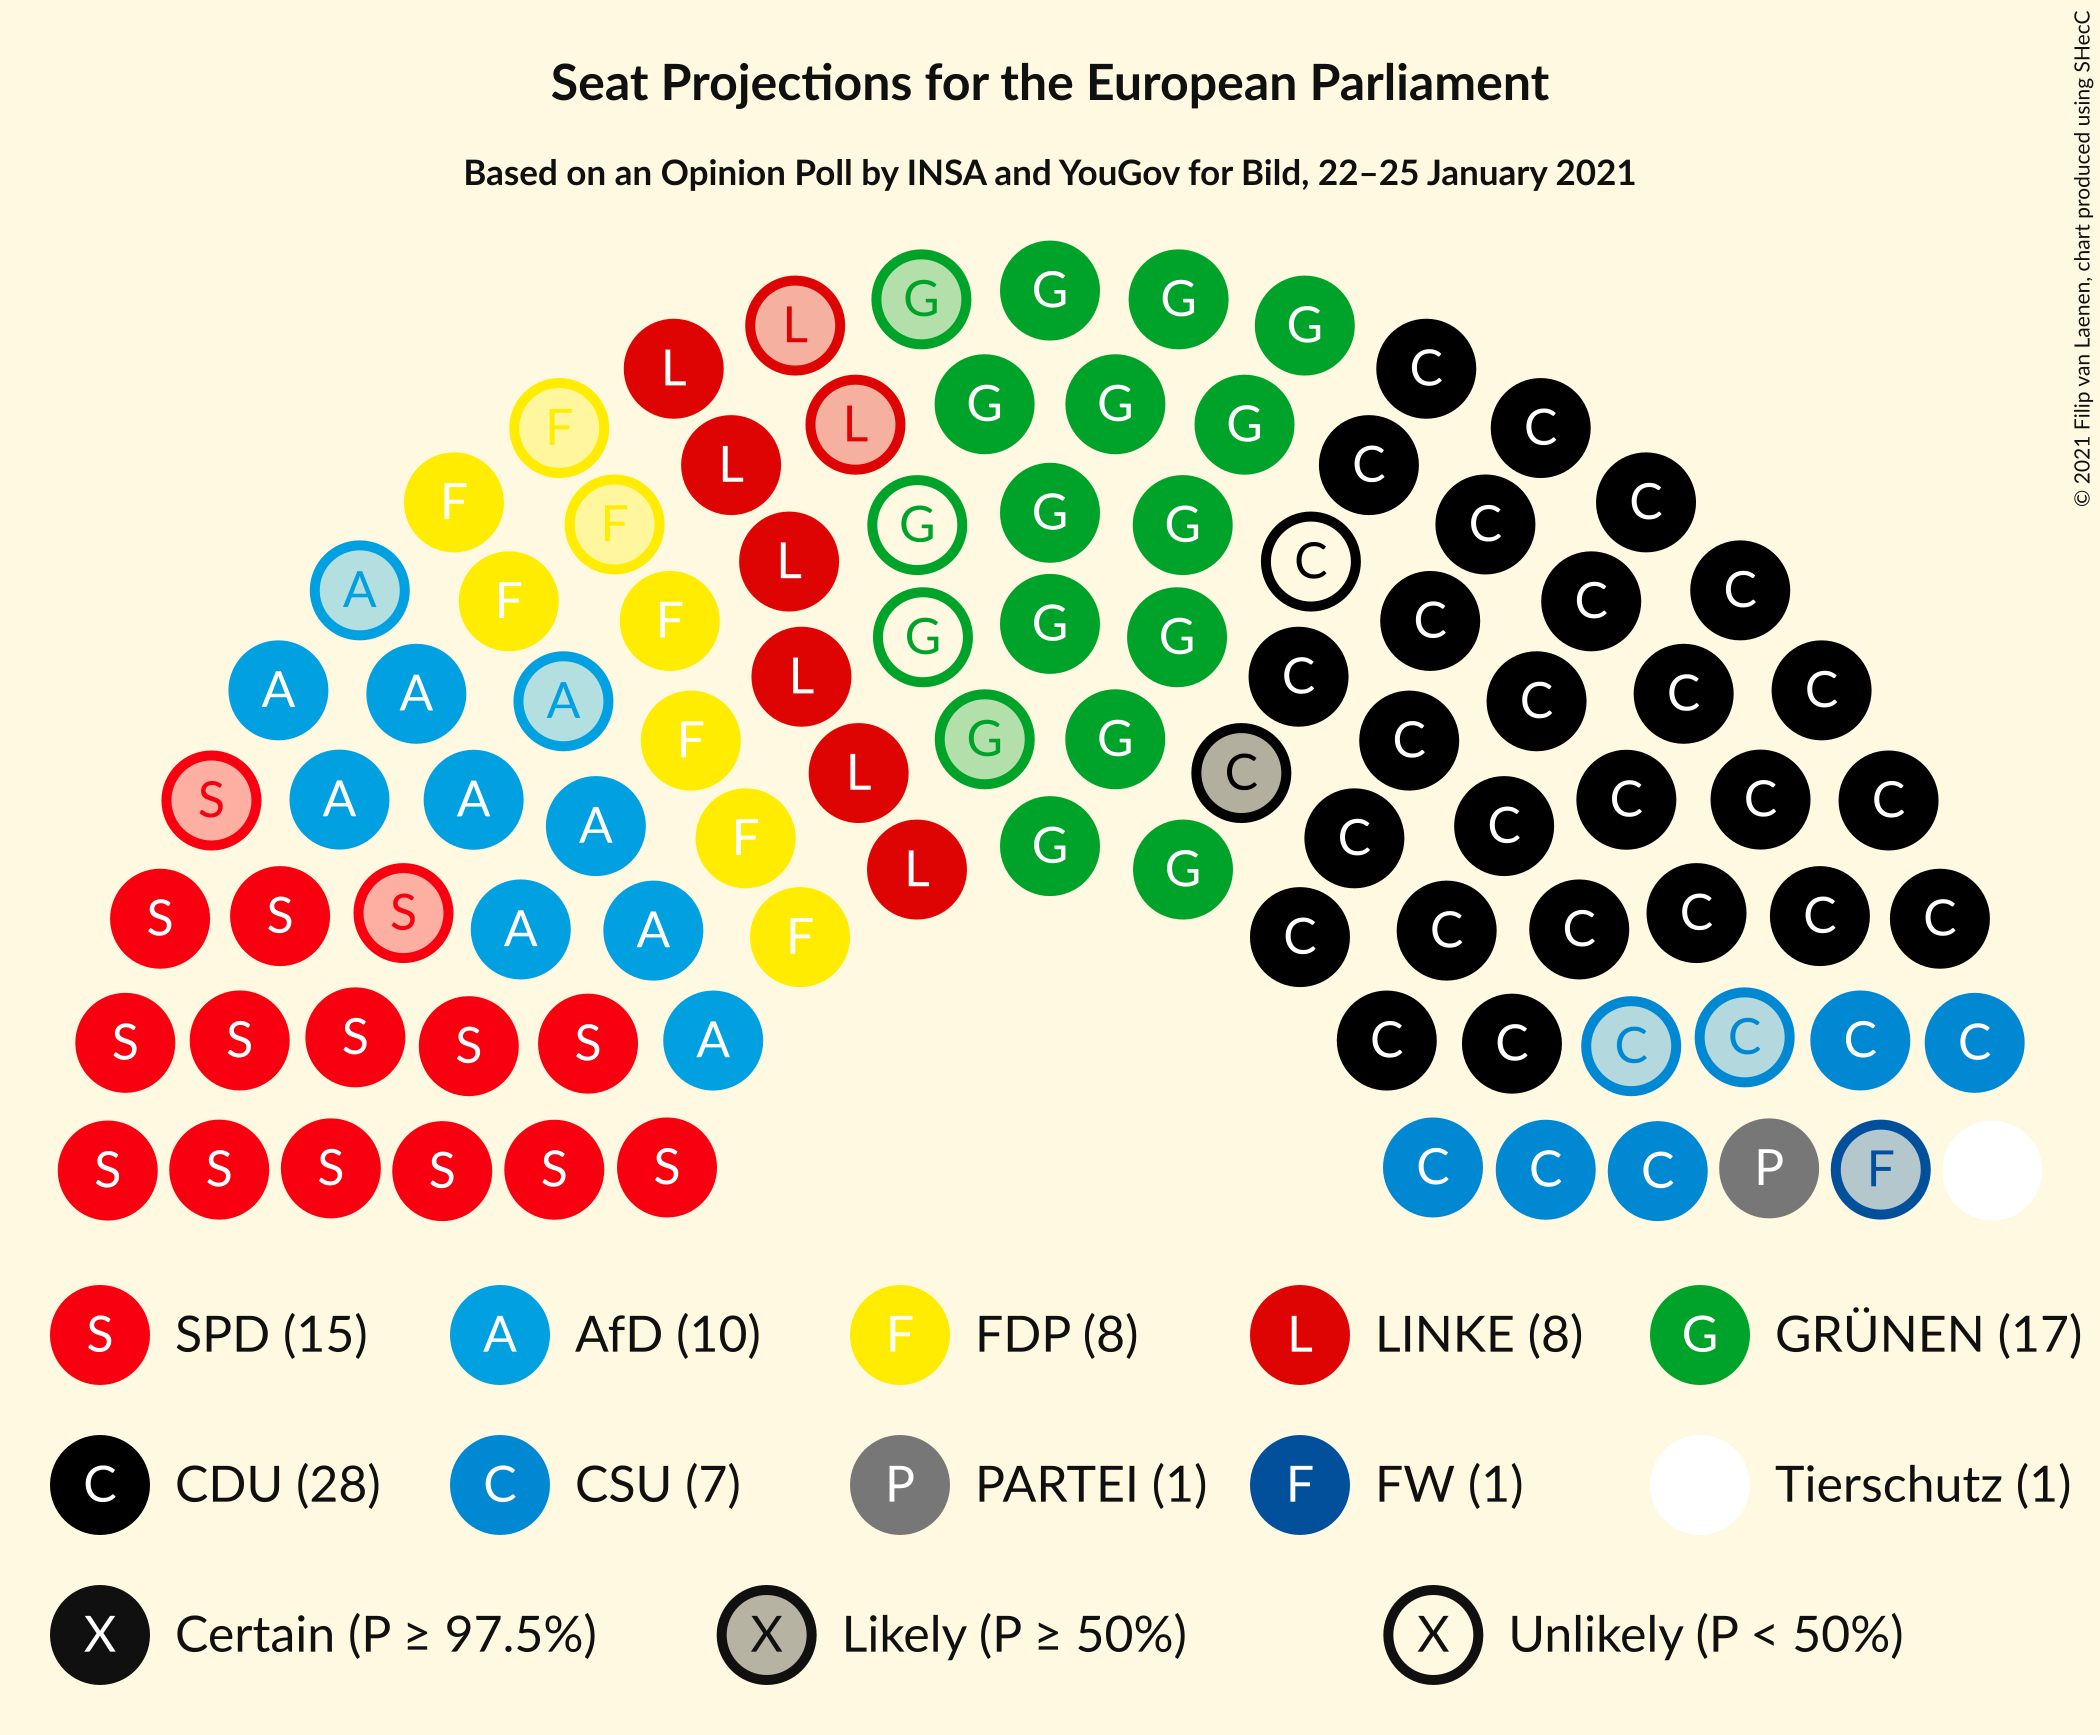 Seat Projections for the European Parliament
Based on an Opinion Poll by INSA and YouGov for Bild, 22–25 January 2021
© 2021 Filip van Laenen, chart produced using SHecC
G G G G
L G C
L G G G C
F L C C
F L G G G C C
F F L G G G C C C
A F F L G G G C C C C
A A A F L G G C C C C C
S A A A F L G G C C C C C C
S S S A A F C C C C C C
S S S S S A C C C C C C
S S S S S S C C C P F
S SPD (15) A AfD (10) F FDP (8) L LINKE (8) G GRÜNEN (17)
C CDU (28) C CSU (7) P PARTEI (1) F FW (1) Tierschutz (1)
X Certain (P ≥ 97.5%) X Likely (P ≥ 50%) X Unlikely (P < 50%)